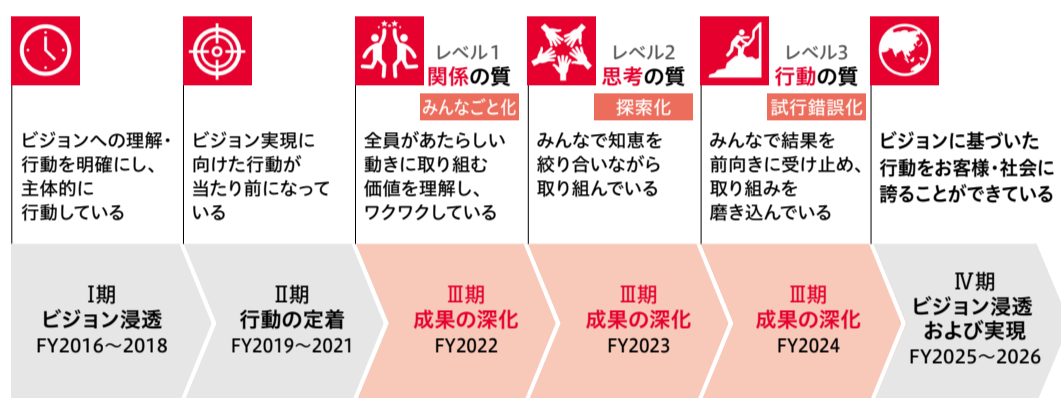 ビジョンへの理解・
行動を明確にし、
主体的に
行動している
Ⅰ期
ビジョン浸透
FY2016～2018
ビジョン実現に
向けた行動が
当たり前になって
いる
Ⅱ期
行動の定着
FY2019～2021
レベル1
関係の質
みんなごと化
全員があたらしい
動きに取り組む
価値を理解し、
ワクワクしている
Ⅲ期
成果の深化
FY2022
レベル2
思考の質
探索化
みんなで知恵を
絞り合いながら
取り組んでいる
Ⅲ期
成果の深化
FY2023
レベル3
行動の質
試行錯誤化
みんなで結果を
前向きに受け止め、
取り組みを
磨き込んでいる
Ⅲ期
成果の深化
FY2024
ビジョンに基づいた
行動をお客様・社会に
誇ることができている
Ⅳ期
ビジョン浸透
および実現
FY2025～2026